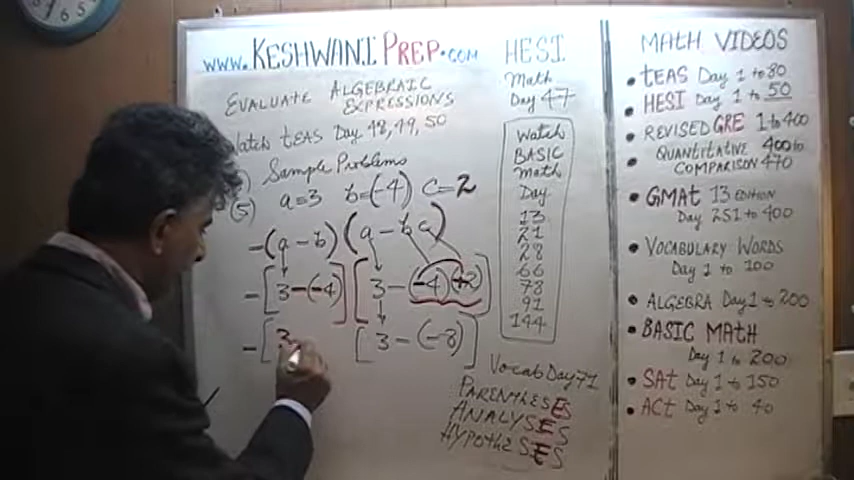 www.KESHWANIPREP.COM
EVALUATE ALGEBRAIC
EXPRESSIONS
Watch TEAS Day 48, 49, 50
Sample Problems
(5) a=3 b=(-4) c=2
-(a-b)(a-bc)
-[3-(-4)][3-(-4)(+2)]
-[3 [3-(-8)]
VocabDay71
PARENTHESES
ANALYSES
HYPOTHESES
HESI
Math
Day 47
Watch
BASIC
Math
Day
13
21
28
66
78
91
144
MATH VIDEOS
• TEAS Day 1 to 80
• HESI Day 1 to 50
• REVISED GRE 1 to 400
• QUANTITATIVE 400 to
COMPARISON 470
• GMAT 13 EDITION
Day 251 to 400
• VOCABULARY WORDS
Day 1 to 100
• ALGEBRA Day 1 to 200
• BASIC MATH
Day 1 to 200
• SAT Day 1 to 150
• ACT Day 1 to 40